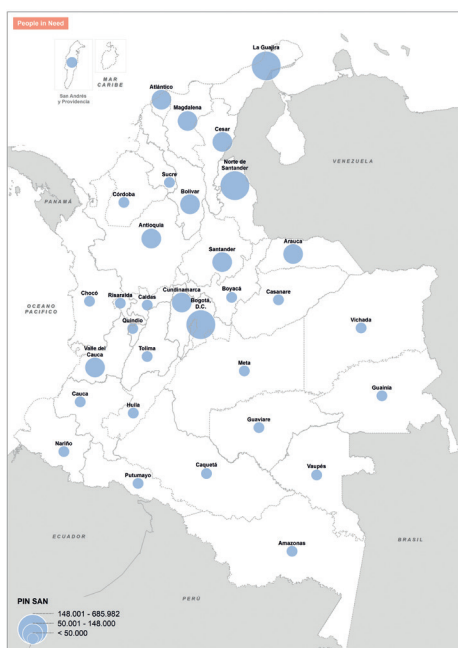 People in Need
San Andrés
y Providencia
MAR
CARIBE
La Guajira
Atlántico
Magdalena
Cesar
VENEZUELA
Norte de
Santander
Sucre
Bolívar
Córdoba
PANAMÁ
Antioquia
Santander
Arauca
Chocó
Risaralda
Caldas
Cundinamarca
Bogotá,
D.C.
Boyacá
Casanare
OCEANO
PACIFICO
Quindío
Vichada
Valle del
Cauca
Tolima
Meta
Guainía
Cauca
Huila
Guaviare
Nariño
Putumayo
Caquetá
Vaupés
ECUADOR
BRASIL
Amazonas
PERÚ
PIN SAN
148.001 - 685.982
50.001 - 148.000
< 50.000